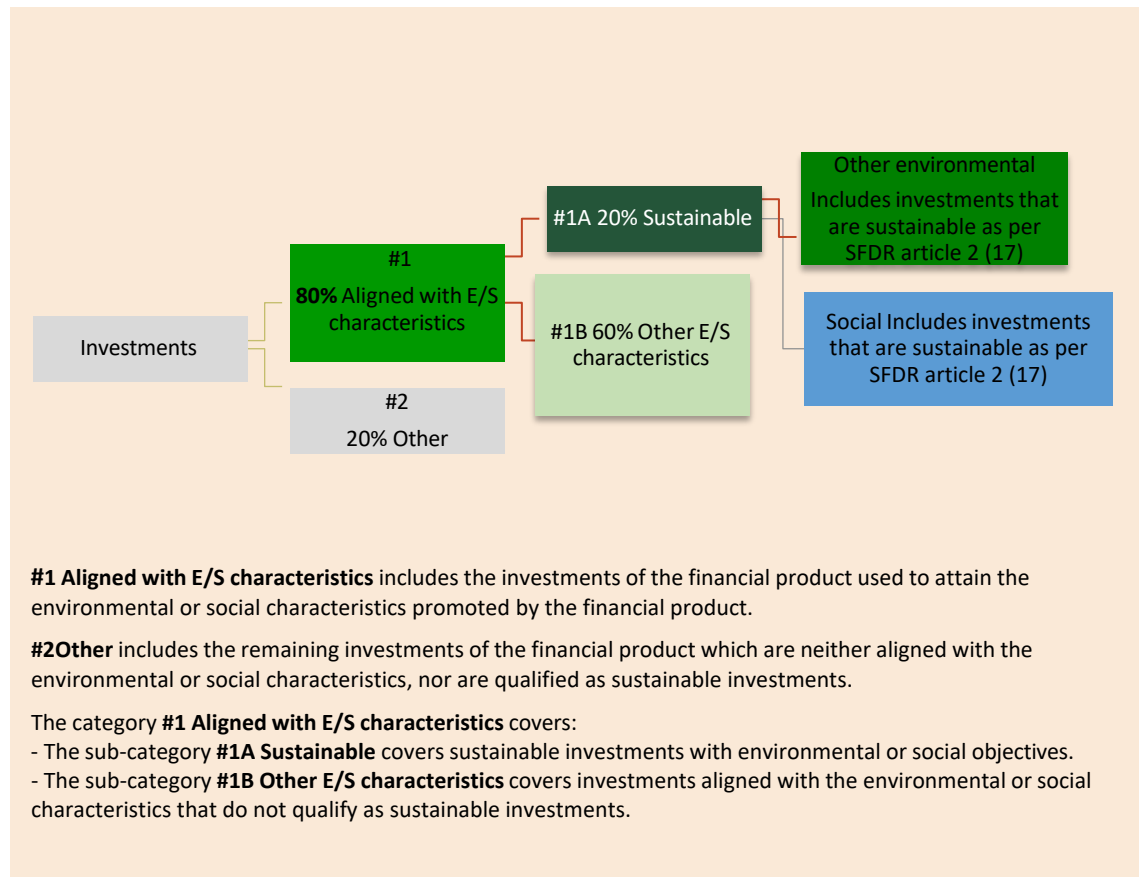 Investments
#1
80% Aligned with E/S
characteristics
#2
20% Other
#1A 20% Sustainable
#1B 60% Other E/S
characteristics
Other environmental
Includes investments that
are sustainable as per
SFDR article 2 (17)
Social Includes investments
that are sustainable as per
SFDR article 2 (17)
#1 Aligned with E/S characteristics includes the investments of the financial product used to attain the
environmental or social characteristics promoted by the financial product.
#2Other includes the remaining investments of the financial product which are neither aligned with the
environmental or social characteristics, nor are qualified as sustainable investments.
The category #1 Aligned with E/S characteristics covers:
- The sub-category #1A Sustainable covers sustainable investments with environmental or social objectives.
- The sub-category #1B Other E/S characteristics covers investments aligned with the environmental or social
characteristics that do not qualify as sustainable investments.